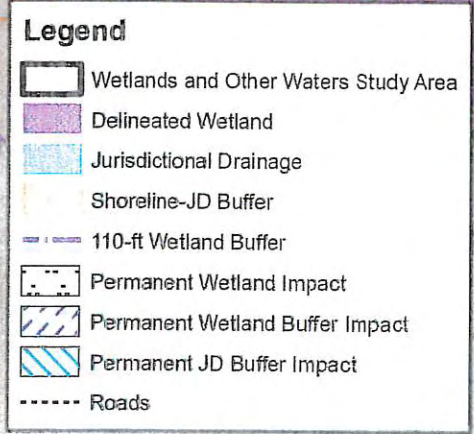 Legend
Wetlands and Other Waters Study Area
Delineated Wetland
Jurisdictional Drainage
Shoreline-JD Buffer
110-ft Wetland Buffer
Permanent Wetland Impact
Permanent Wetland Buffer Impact
Permanent JD Buffer Impact
Roads